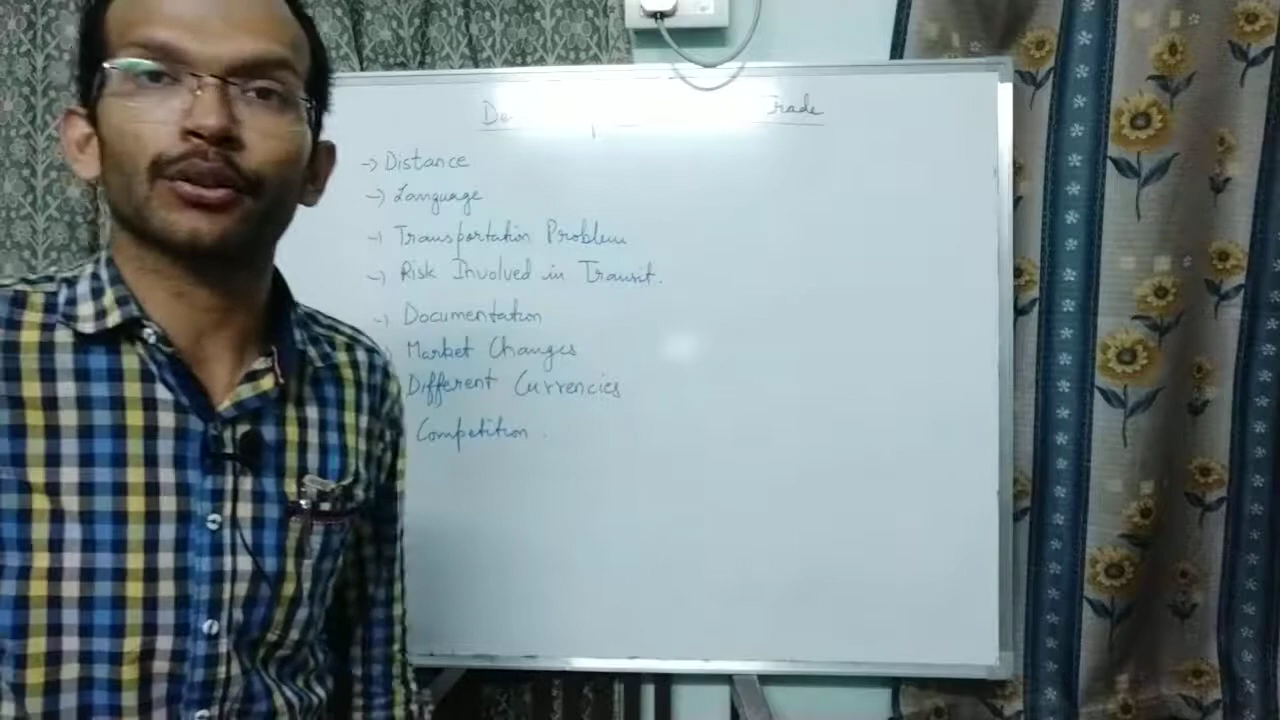 Trade
→ Distance
→ Language
→ Transportation Problem
→ Risk Involved in Transit.
→ Documentation
Market Changes
Different Currencies
Competition.